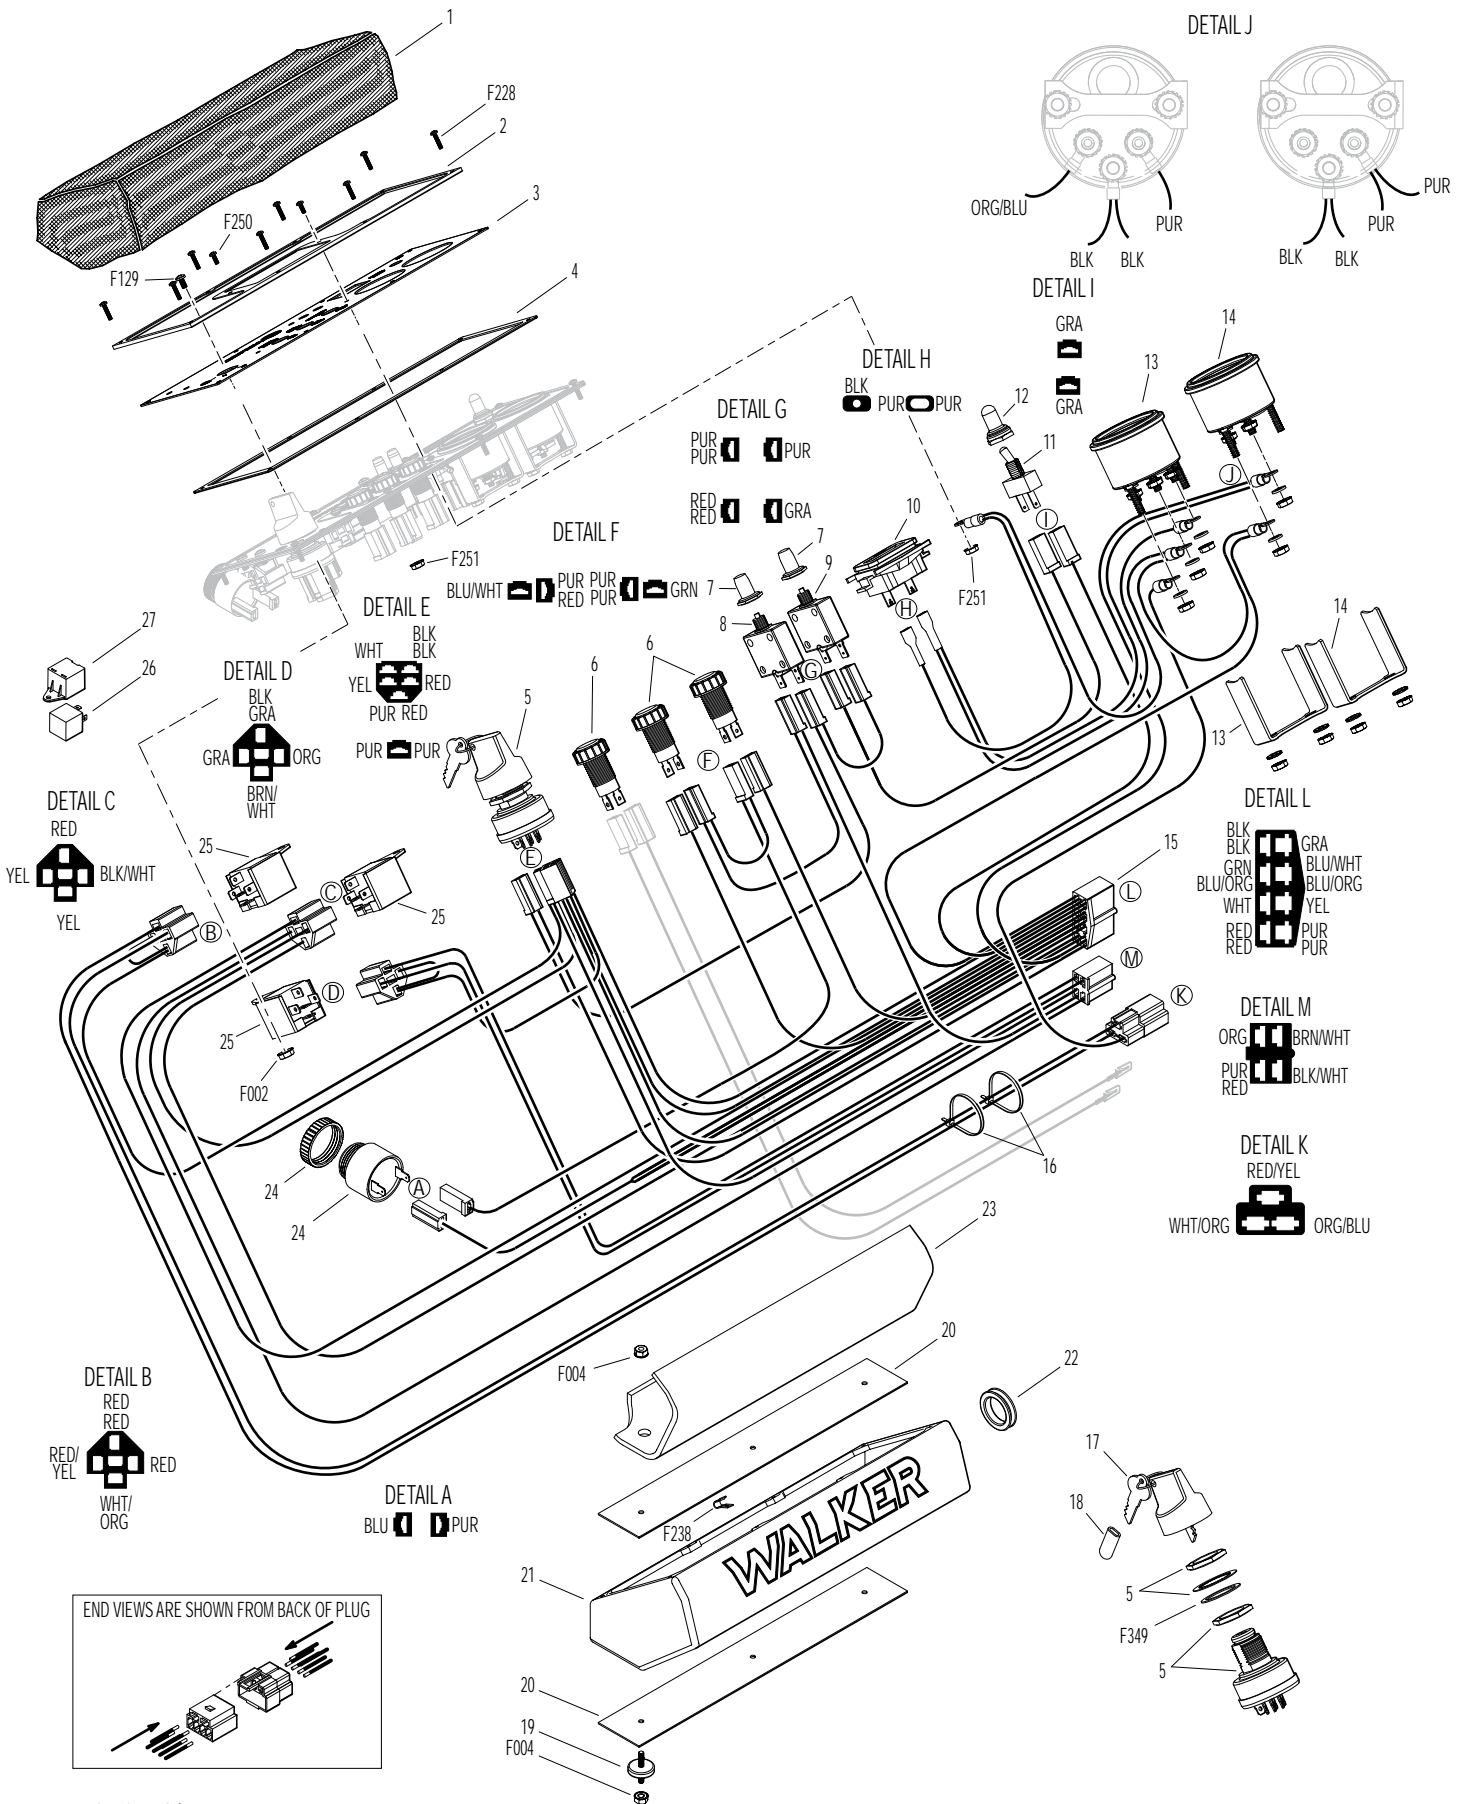 DETAIL J
1
F228
2
ORG/BLU
BLK
BLK
PUR
BLK
BLK
PUR
PUR
3
F250
F129
4
DETAIL I
GRA
GRA
14
13
DETAIL H
BLK
PUR
PUR
12
11
DETAIL G
PUR
PUR
PUR
RED
RED
GRA
10
J
I
DETAIL F
BLU/WHT
PUR
RED
PUR
PUR
GRN
7
7
9
8
F251
F251
H
G
14
13
27
26
DETAIL E
WHT
BLK
BLK
YEL
RED
PUR RED
PUR
PUR
DETAIL D
BLK
GRA
GRA
ORG
BRN/
WHT
6
6
5
F
E
DETAIL C
RED
YEL
BLK/WHT
YEL
25
C
25
B
D
25
F002
DETAIL L
BLK
BLK
GRN
BLU/ORG
WHT
RED
RED
GRA
BLU/WHT
BLU/ORG
YEL
PUR
PUR
15
L
M
K
DETAIL M
ORG
BRN/WHT
PUR
RED
BLK/WHT
DETAIL K
RED/YEL
WHT/ORG
ORG/BLU
16
24
24
A
23
F004
20
22
DETAIL B
RED
RED
RED/
YEL
RED
WHT/
ORG
DETAIL A
BLU
PUR
F238
WALKER
21
20
19
F004
17
18
5
F349
5
END VIEWS ARE SHOWN FROM BACK OF PLUG